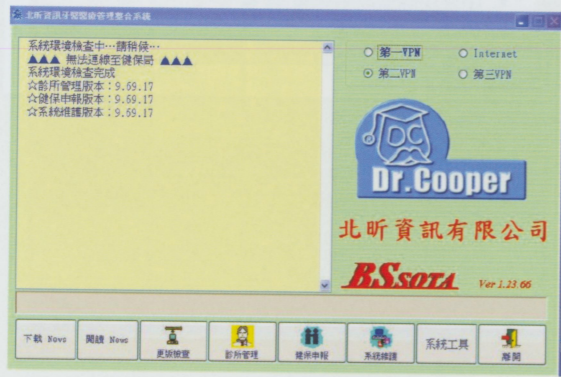 北昕資訊牙醫醫療管理整合系統
系統環境檢查中…請稍候…
▲▲▲ 無法連線至健保局 ▲▲▲
系統環境檢查完成
☆診所管理版本：9.69.17
☆健保申報版本：9.69.17
☆系統維護版本：9.69.17
第一VPN
Internet
第二VPN
第三VPN
DC
Dr.Cooper
北昕資訊有限公司
BSSOTA
Ver 1.23.66
下載 News
閱讀 News
更新檢查
診所管理
健保申報
系統維護
系統工具
離開